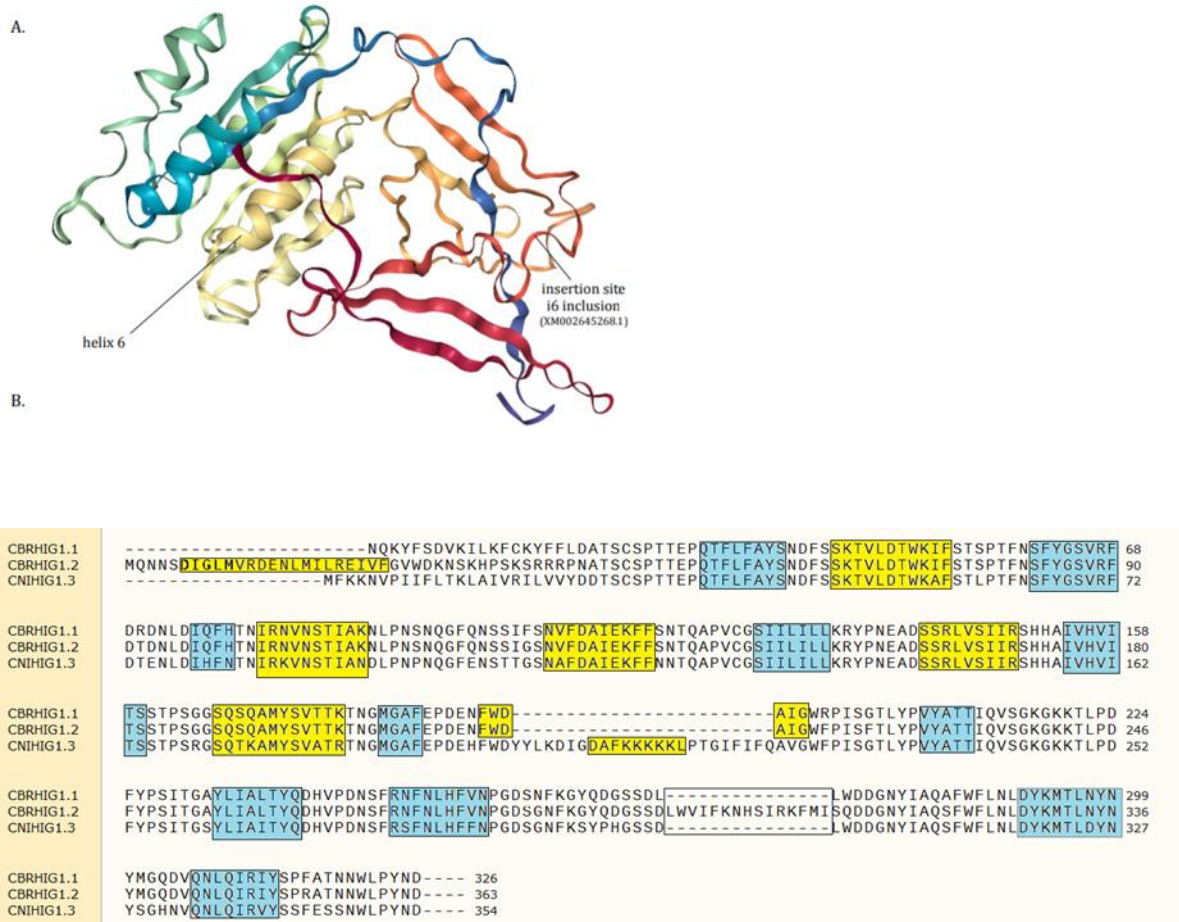 A.
helix 6
insertion site
i6 inclusion
(XM002645268.1)
B.
CBRHIG1.1 ----------------------NQKYFSDVKILKFCKYFFLDATSCSPTTEPQTFLFAYSNDFSSKTVLDTWKIFSTSPTFNSFYGSVRF 68
CBRHIG1.2 MQNNSDIGLMVRDENLMILREIVFGVWDKNSKHPSKSRRRPNATSCSPTTEPQTFLFAYSNDFSSKTVLDTWKIFSTSPTFNSFYGSVRF 90
CNIHIG1.3 ------------------MFKKNVPIIFLTKLAIVRILVVYDDTSCSPTTEPQTFLFAYSNDFSSKTVLDTWKAFSTLPTFNSFYGSVRF 72
CBRHIG1.1 DRDNLDIQFHTNIRNVNSTIAKNLPNSNQGFQNSSIFSNVFDAIEKFFSNTQAPVCGSIILILLKRYPNEADSSRLVSIIRSHHAIVHVI 158
CBRHIG1.2 DTDNLDIQFHTNIRNVNSTIAKNLPNSNQGFQNSSIGSNVFDAIEKFFSNTQAPVCGSIILILLKRYPNEADSSRLVSIIRSHHAIVHVI 180
CNIHIG1.3 DTENLDIHFNTNIRKVNSTIANDLPNPNQGFENSTTGSNAFDAIEKFFNNTQAPVCGSIILILLKRYPNEADSSRLVSIIRSHHAIVHVI 162
CBRHIG1.1 TSSTPSGGSQSQAMYSVTTKTNGMGAFEPDENFWD------------------------AIGWRPISGTLYPVYATTIQVSGKGKKTLPD 224
CBRHIG1.2 TSSTPSGGSQSQAMYSVTTKTNGMGAFEPDENFWD------------------------AIGWRPISFTLYPVYATTIQVSGKGKKTLPD 246
CNIHIG1.3 TSSTPSRGSQTKAMYSVATRTNGMGAFEPDEHFWDYYLKDIGDAFKKKKKLPTGIFIFQAVGWFPISGTLYPVYATTIQVSGKGKKTLPD 252
CBRHIG1.1 FYPSITGAYLIALTYQDHVPDNSFRNFNLHFVNPGDSGNFKGYQDGSSDL---------------LWDDGNYIAQAFWFLNLDYKMTLNYN 299
CBRHIG1.2 FYPSITGAYLIALTYQDHVPDNSFRNFNLHFVNPGDSGNFKGYQDGSSDLWVIFKNHSIRKFMISQDDGNYIAQSFWFLNLDYKMTLNYN 336
CNIHIG1.3 FYPSITGSYLIAITYQDHVPDNSFRSFNLHFFNPGDSGNFKSYPHGSSD---------------LWDDGNYIAQSFWFLNLDYKMTLDYN 327
CBRHIG1.1 YMGQDVQNLQIRIYSPFATNNWLPYND---- 326
CBRHIG1.2 YMGQDVQNLQIRIYSPRATNNWLPYND---- 363
CNIHIG1.3 YSGHNVQNLQIRVYSSFESSNWLPYND---- 354